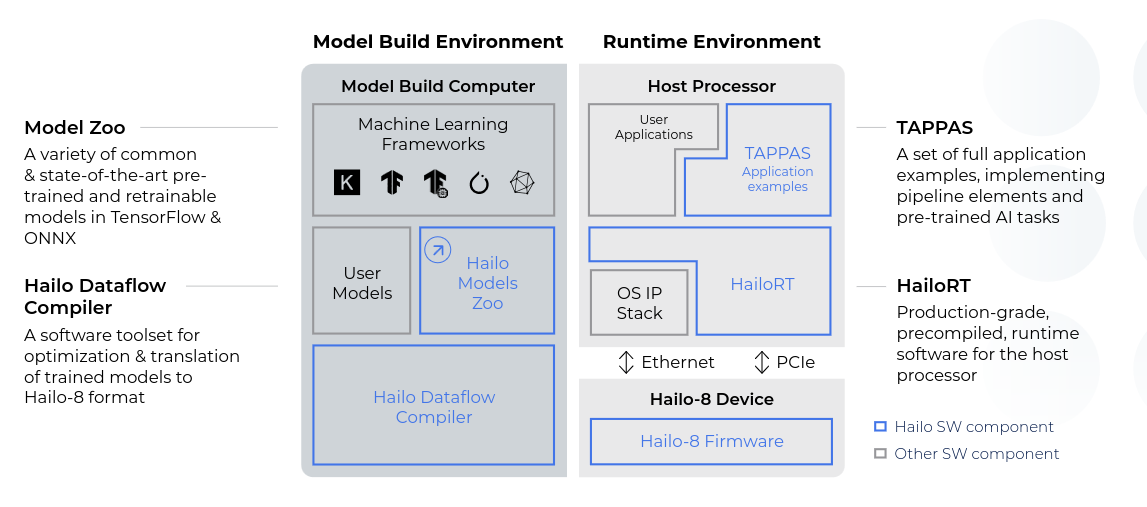 Model Build Environment
Runtime Environment
Model Build Computer
Host Processor
Model Zoo
A variety of common
& state-of-the-art pre-
trained and retrainable
models in TensorFlow &
ONNX
Hailo Dataflow
Compiler
A software toolset for
optimization & translation
of trained models to
Hailo-8 format
Machine Learning
Frameworks
K
User
Models
Hailo
Models
Zoo
Hailo Dataflow
Compiler
User
Applications
TAPPAS
Application
examples
HailoRT
OS IP
Stack
Ethernet
PCIe
Hailo-8 Device
Hailo-8 Firmware
TAPPAS
A set of full application
examples, implementing
pipeline elements and
pre-trained AI tasks
HailoRT
Production-grade,
precompiled, runtime
software for the host
processor
Hailo SW component
Other SW component